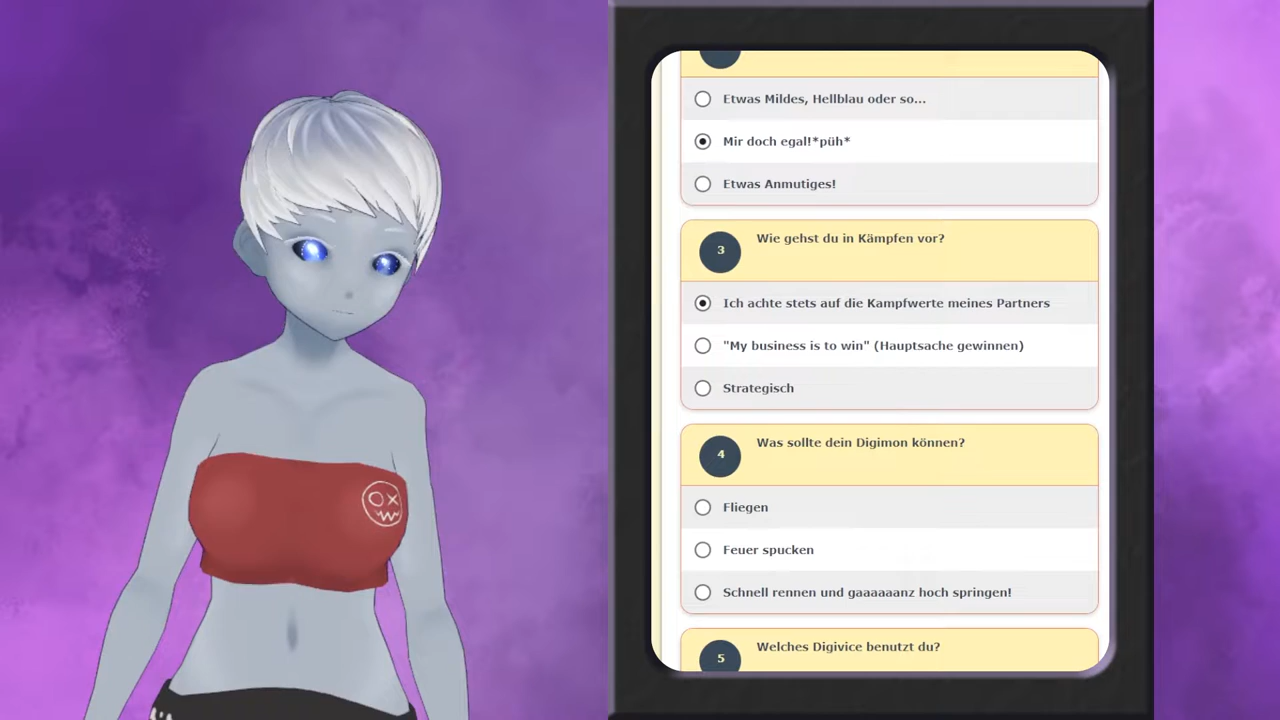 Etwas Mildes, Hellblau oder so...
Mir doch egal!*püh*
Etwas Anmutiges!
3
Wie gehst du in Kämpfen vor?
Ich achte stets auf die Kampfwerte meines Partners
"My business is to win" (Hauptsache gewinnen)
Strategisch
4
Was sollte dein Digimon können?
Fliegen
Feuer spucken
Schnell rennen und gaaaaaanz hoch springen!
5
Welches Digivice benutzt du?